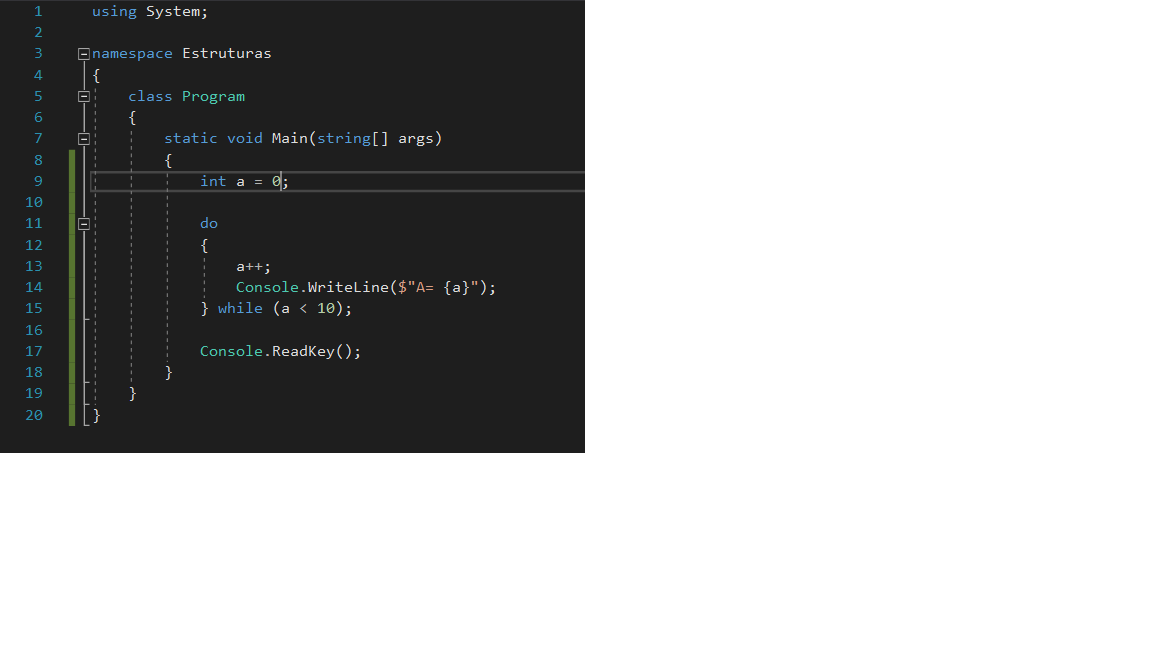 1 using System;
2
3 namespace Estruturas
4 {
5 class Program
6 {
7 static void Main(string[] args)
8 {
9 int a = 0;
10
11 do
12 {
13 a++;
14 Console.WriteLine($"A= {a}");
15 } while (a < 10);
16
17 Console.ReadKey();
18 }
19 }
20 }